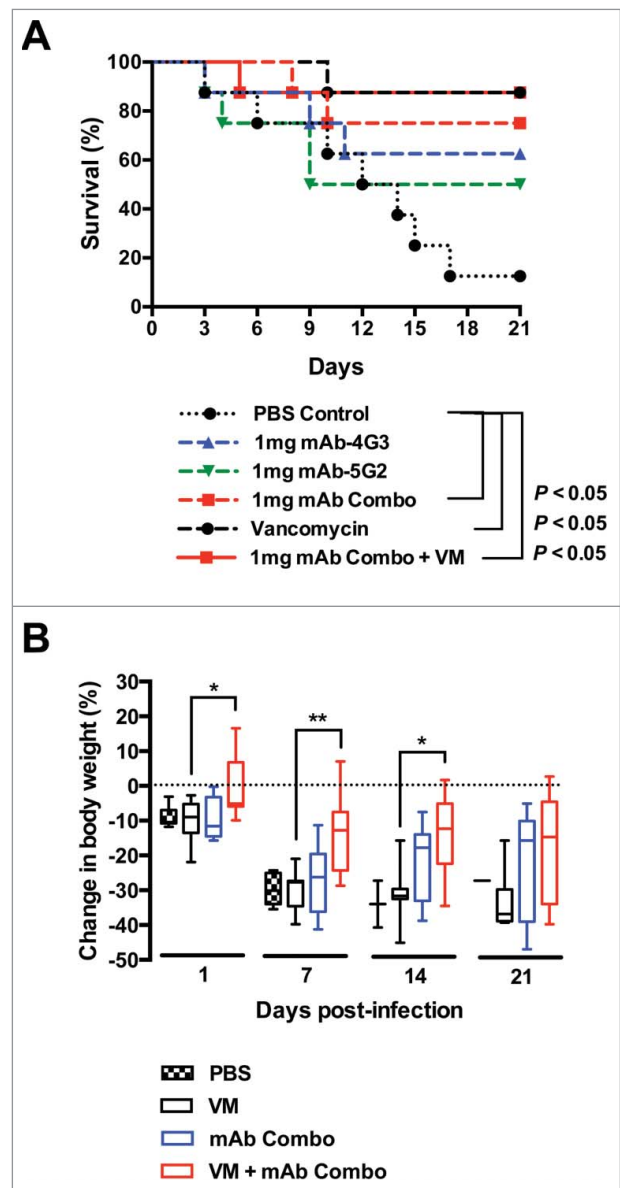 A
Survival (%)
100
80
60
40
20
0
0 3 6 9 12 15 18 21
Days
PBS Control
1mg mAb-4G3
1mg mAb-5G2
1mg mAb Combo
Vancomycin
1mg mAb Combo + VM
P < 0.05
P < 0.05
P < 0.05
B
Change in body weight (%)
30
20
10
0
-10
-20
-30
-40
-50
*
**
*
1 7 14 21
Days post-infection
PBS
VM
mAb Combo
VM + mAb Combo